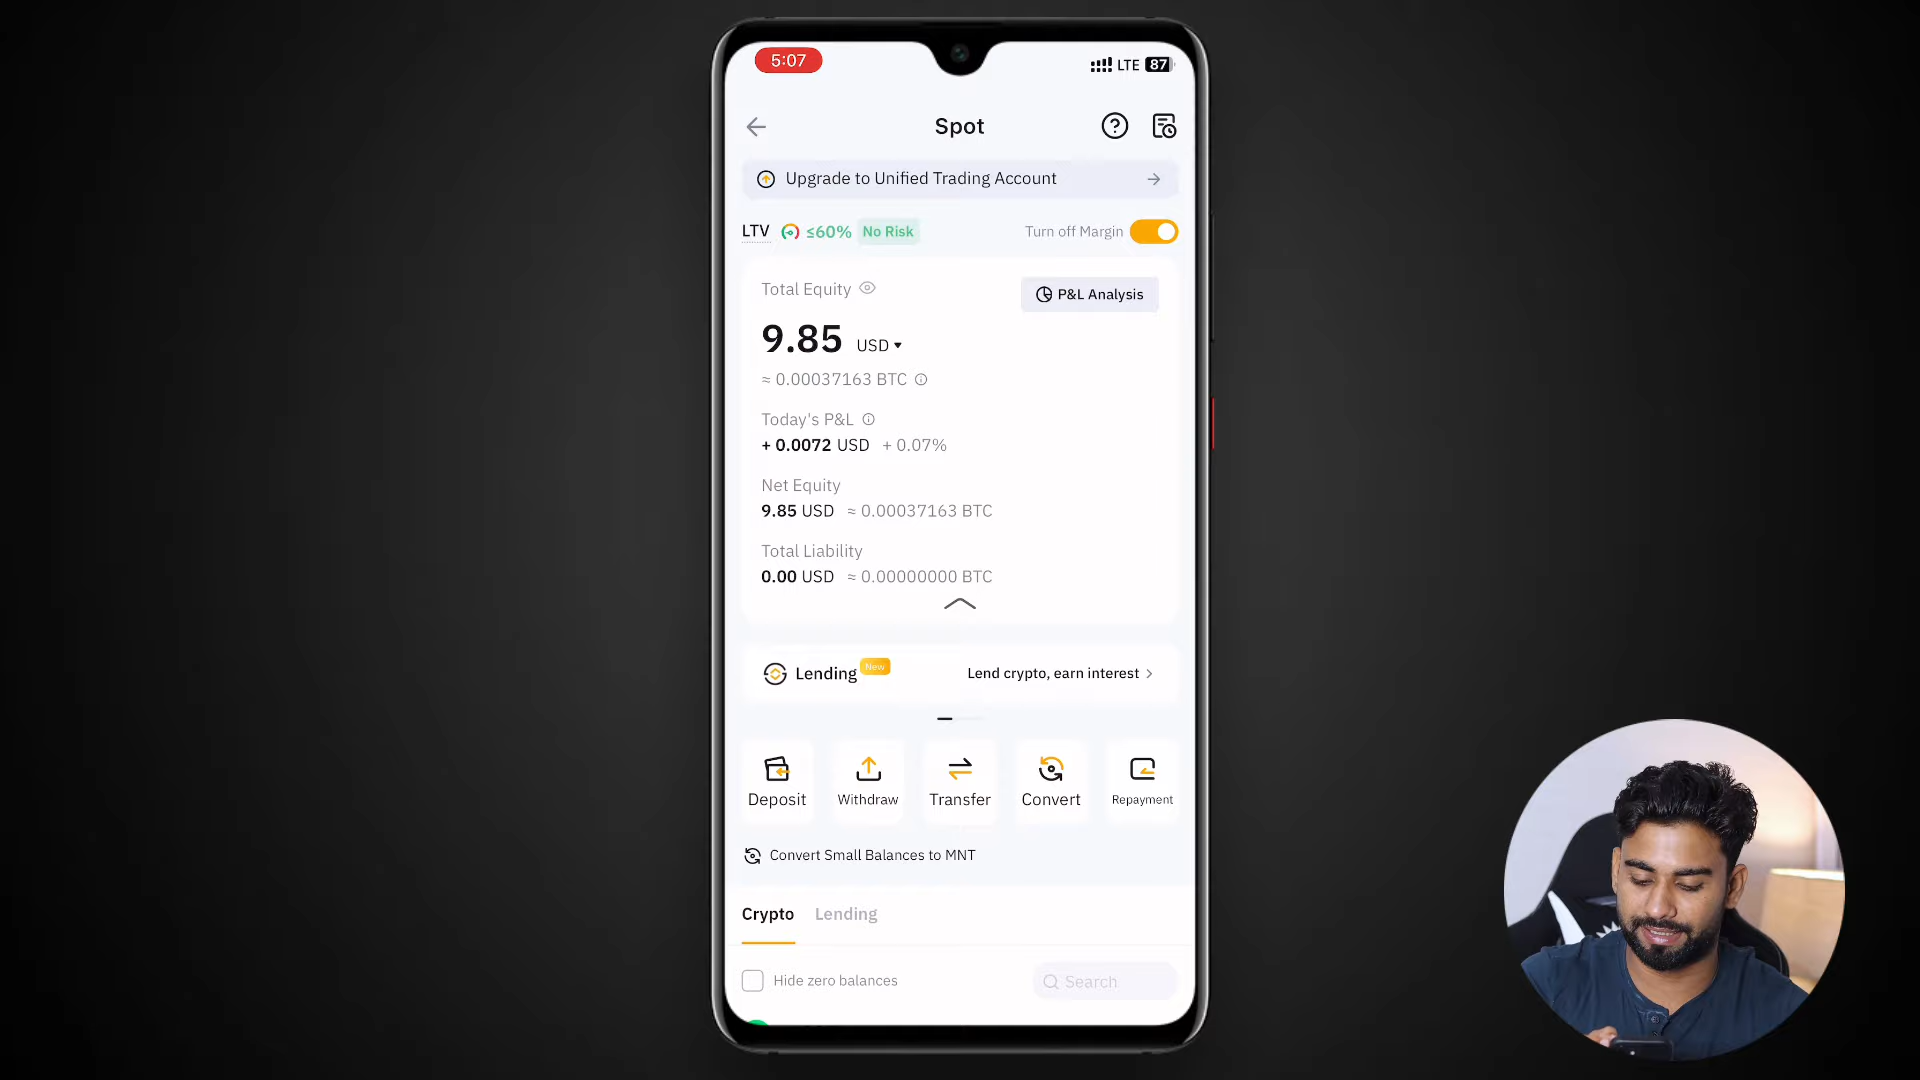 5:07
LTE 87
Spot
Upgrade to Unified Trading Account
LTV ≤60% No Risk Turn off Margin
Total Equity
P&L Analysis
9.85 USD
≈ 0.00037163 BTC
Today's P&L
+ 0.0072 USD + 0.07%
Net Equity
9.85 USD ≈ 0.00037163 BTC
Total Liability
0.00 USD ≈ 0.00000000 BTC
Lending New Lend crypto, earn interest
Deposit Withdraw Transfer Convert Repayment
Convert Small Balances to MNT
Crypto Lending
Hide zero balances Search